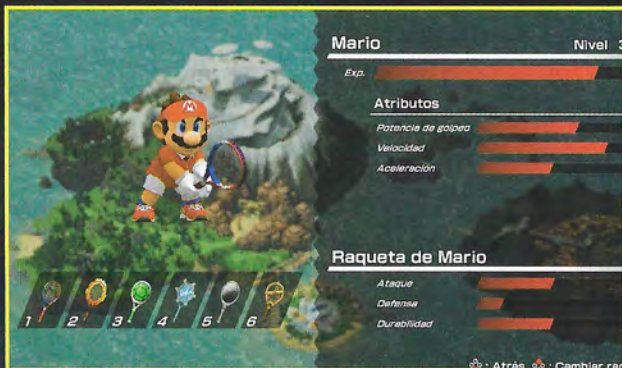 Mario
Nivel 3
Exp.
Atributos
Potencia de golpeo
Velocidad
Aceleración
Raqueta de Mario
Ataque
Defensa
Durabilidad
1 2 3 4 5 6
: Atrás : Cambiar